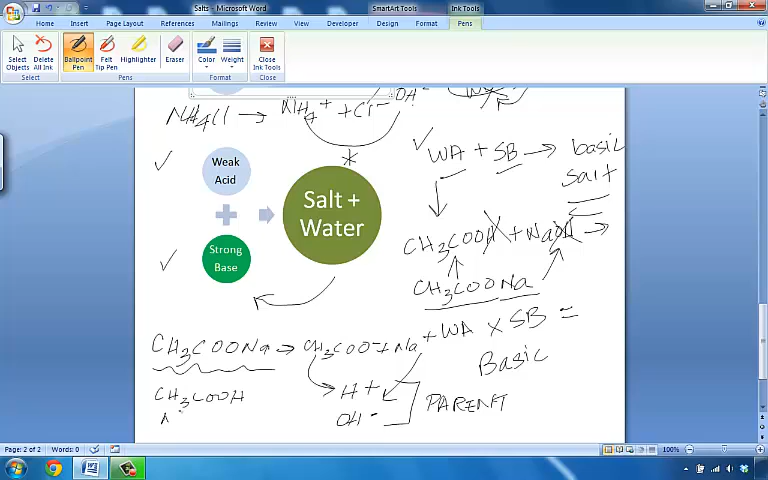 Salts - Microsoft Word
SmartArt Tools
Ink Tools
Home
Insert
Page Layout
References
Mailings
Review
View
Developer
Design
Format
Pens
Select Objects
Delete All Ink
Select
Ballpoint Pen
Felt Tip Pen
Highlighter
Eraser
Pens
Color
Weight
Format
Close Ink Tools
Close
NH4Cl → NH4+ + Cl- OH-
WA + SB → basic
salt
Weak Acid
+
Strong Base
Salt + Water
CH3COOH + NaOH →
CH3COONa
CH3COONa → CH3COO- + Na + WA x SB =
Basic
CH3COOH
H+
OH-
PARENT
Page: 2 of 2
Words: 0
100%